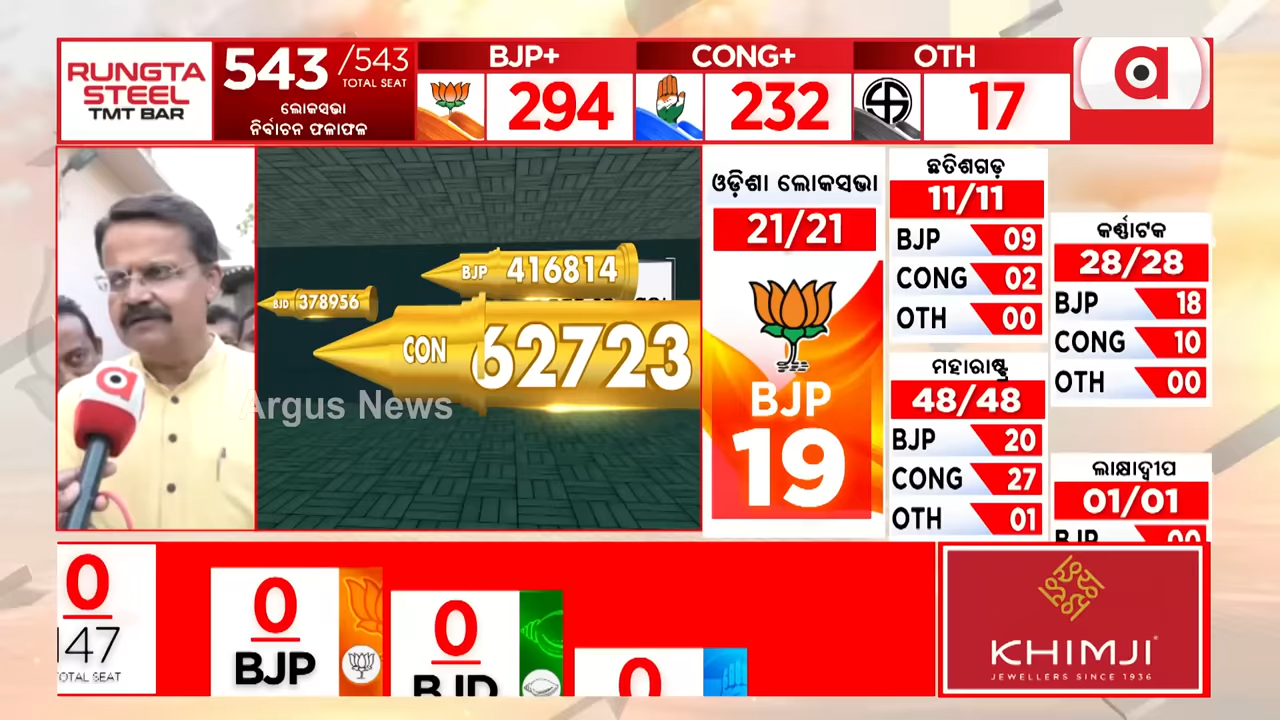 RUNGTA
STEEL
TMT BAR
543 /543
TOTAL SEAT
ଲୋକସଭା
ନିର୍ବାଚନ ଫଳାଫଳ
BJP+
294
CONG+
232
OTH
17
a
BJP 416814
BJD 378956
CON 62723
Argus News
ଓଡ଼ିଶା ଲୋକସଭା
21/21
BJP
19
ଛତିଶଗଡ଼
11/11
BJP 09
CONG 02
OTH 00
ମହାରାଷ୍ଟ୍ର
48/48
BJP 20
CONG 27
OTH 01
କର୍ଣ୍ଣାଟକ
28/28
BJP 18
CONG 10
OTH 00
ଲାକ୍ଷାଦ୍ୱୀପ
01/01
BJP 00
0
147
TOTAL SEAT
0
BJP
0
BJD
0
KHIMJI
JEWELLERS SINCE 1936